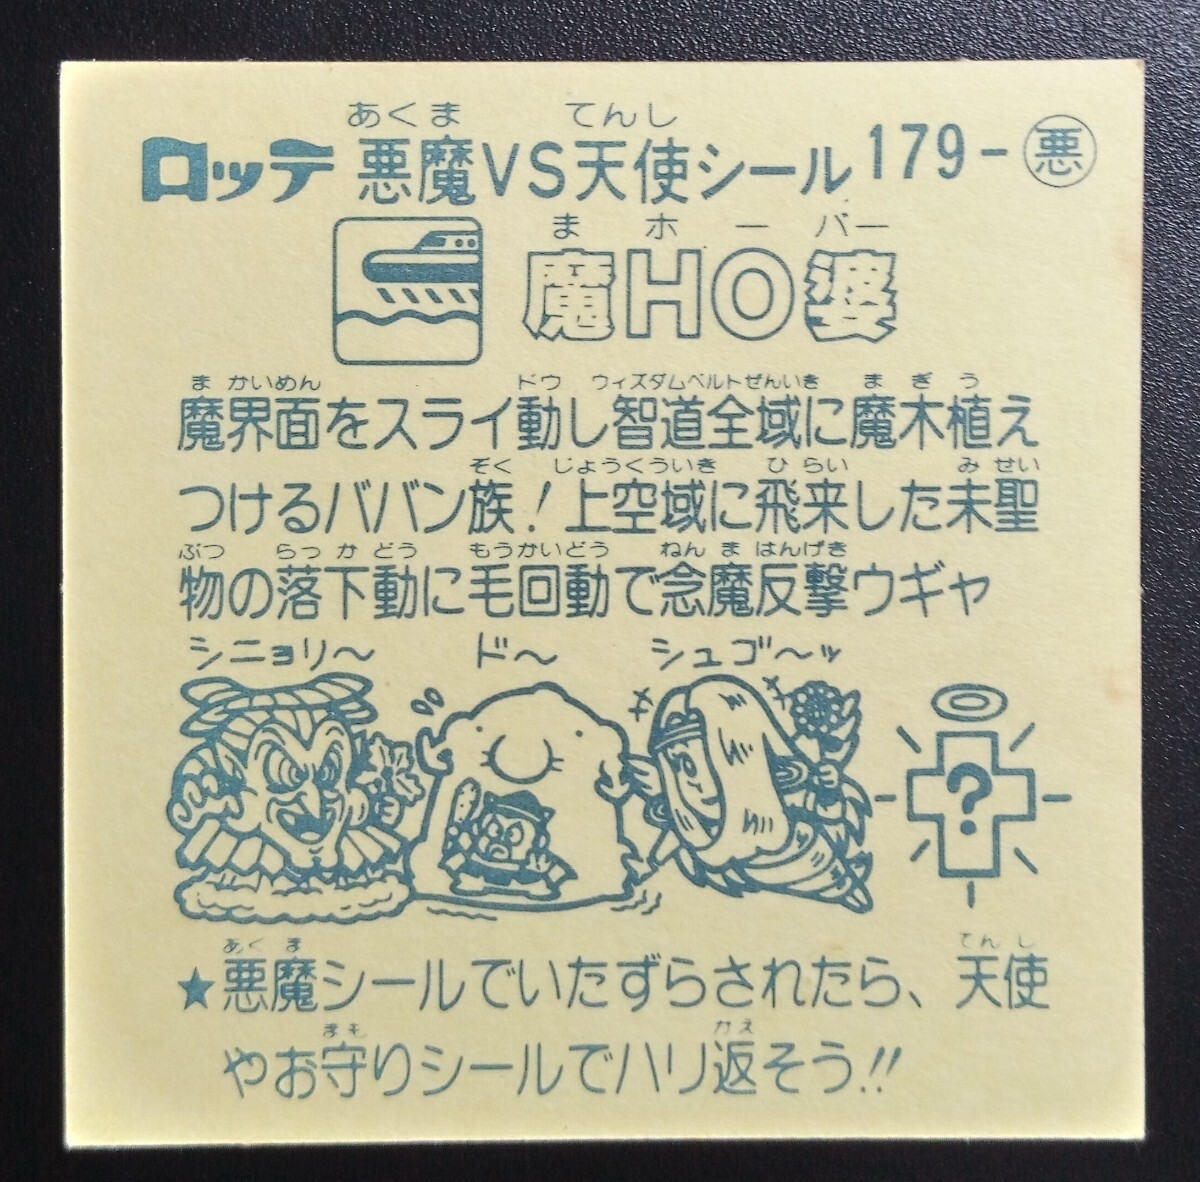 あくま てんし
ロッテ 悪魔VS天使シール 179-悪
まホーバー
魔HO婆
ま かいめん ドウ ウィズダムベルトぜんいき ま ぎ う
魔界面をスライ動し智道全域に魔木植え
ぞく じょうくういき ひ らい み せい
つけるババン族!上空域に飛来した未聖
ぶつ らっ か どう もうかいどう ねん ま はんげき
物の落下動に毛回動で念魔反撃ウギャ
シニョリ〜 ド〜 シュゴ〜ッ
?
あく ま てん し
★悪魔シールでいたずらされたら、天使
まも かえ
やお守りシールでハリ返そう!!